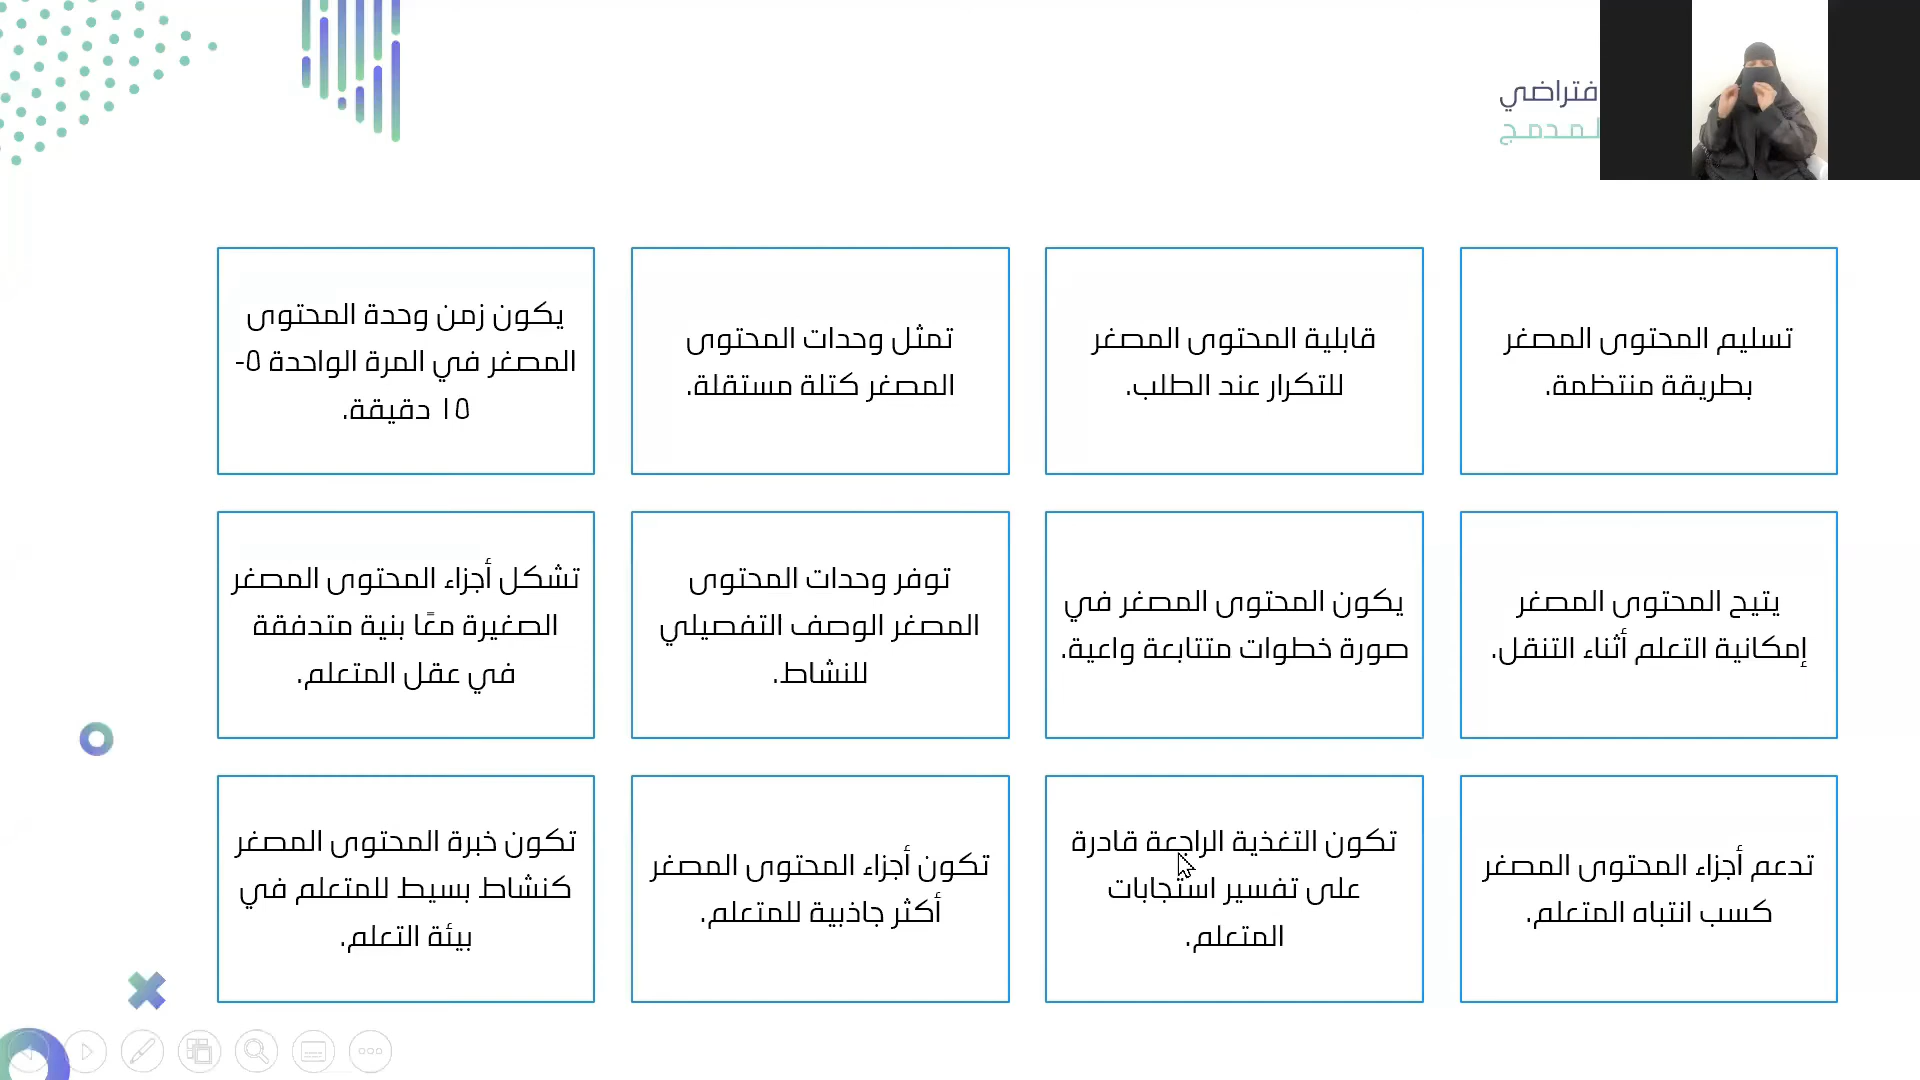 فتراضي
لـمـدمـج
تسليم المحتوى المصغر
بطريقة منتظمة.
قابلية المحتوى المصغر
للتكرار عند الطلب.
تمثل وحدات المحتوى
المصغر كتلة مستقلة.
يكون زمن وحدة المحتوى
المصغر في المرة الواحدة ٥-
١٥ دقيقة.
يتيح المحتوى المصغر
إمكانية التعلم أثناء التنقل.
يكون المحتوى المصغر في
صورة خطوات متتابعة واعية.
توفر وحدات المحتوى
المصغر الوصف التفصيلي
للنشاط.
تشكل أجزاء المحتوى المصغر
الصغيرة معًا بنية متدفقة
في عقل المتعلم.
تدعم أجزاء المحتوى المصغر
كسب انتباه المتعلم.
تكون التغذية الراجعة قادرة
على تفسير استجابات
المتعلم.
تكون أجزاء المحتوى المصغر
أكثر جاذبية للمتعلم.
تكون خبرة المحتوى المصغر
كنشاط بسيط للمتعلم في
بيئة التعلم.